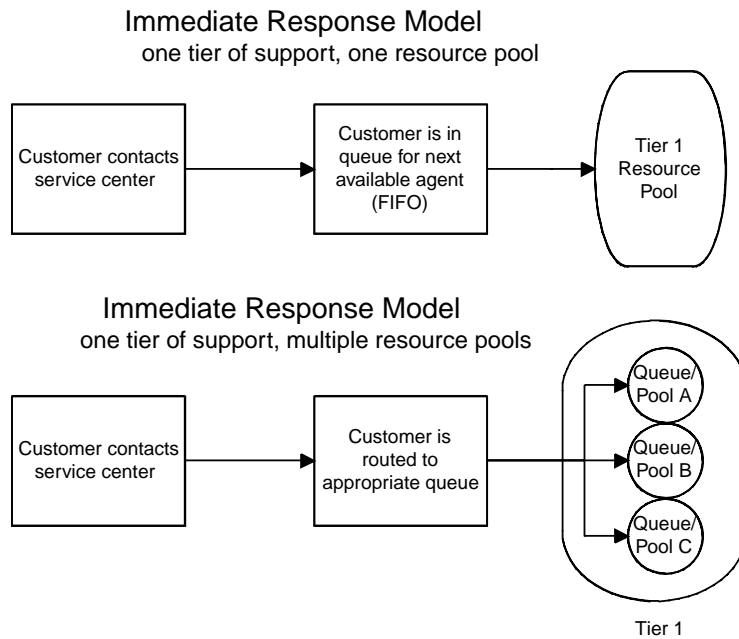 Immediate Response Model
one tier of support, one resource pool
Customer contacts
service center
Customer is in
queue for next
available agent
(FIFO)
Tier 1
Resource
Pool
Immediate Response Model
one tier of support, multiple resource pools
Customer contacts
service center
Customer is
routed to
appropriate queue
Queue/
Pool A
Queue/
Pool B
Queue/
Pool C
Tier 1